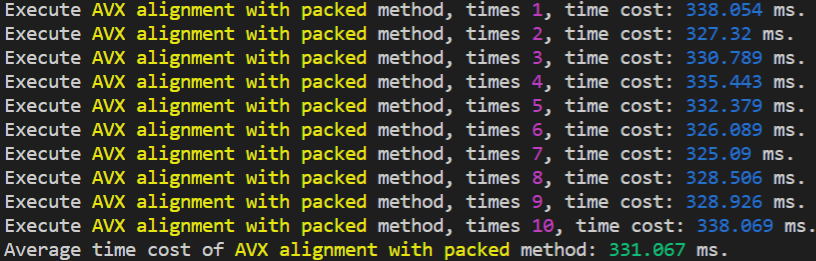 Execute AVX alignment with packed method, times 1, time cost: 338.054 ms.
Execute AVX alignment with packed method, times 2, time cost: 327.32 ms.
Execute AVX alignment with packed method, times 3, time cost: 330.789 ms.
Execute AVX alignment with packed method, times 4, time cost: 335.443 ms.
Execute AVX alignment with packed method, times 5, time cost: 332.379 ms.
Execute AVX alignment with packed method, times 6, time cost: 326.089 ms.
Execute AVX alignment with packed method, times 7, time cost: 325.09 ms.
Execute AVX alignment with packed method, times 8, time cost: 328.506 ms.
Execute AVX alignment with packed method, times 9, time cost: 328.926 ms.
Execute AVX alignment with packed method, times 10, time cost: 338.069 ms.
Average time cost of AVX alignment with packed method: 331.067 ms.